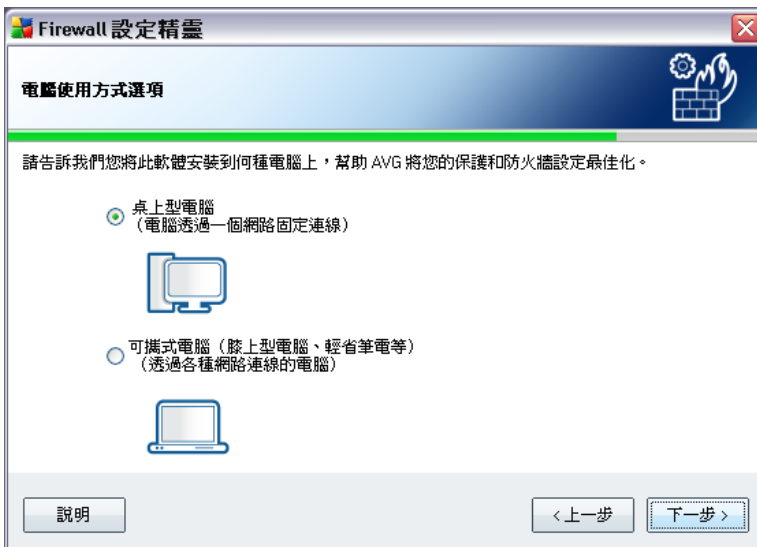 Firewall 設定精靈
電腦使用方式選項
請告訴我們您將此軟體安裝到何種電腦上，幫助 AVG 將您的保護和防火牆設定最佳化。
桌上型電腦
（電腦透過一個網路固定連線）
可攜式電腦（膝上型電腦、輕省筆電等）
（透過各種網路連線的電腦）
說明
<上一步
下一步>